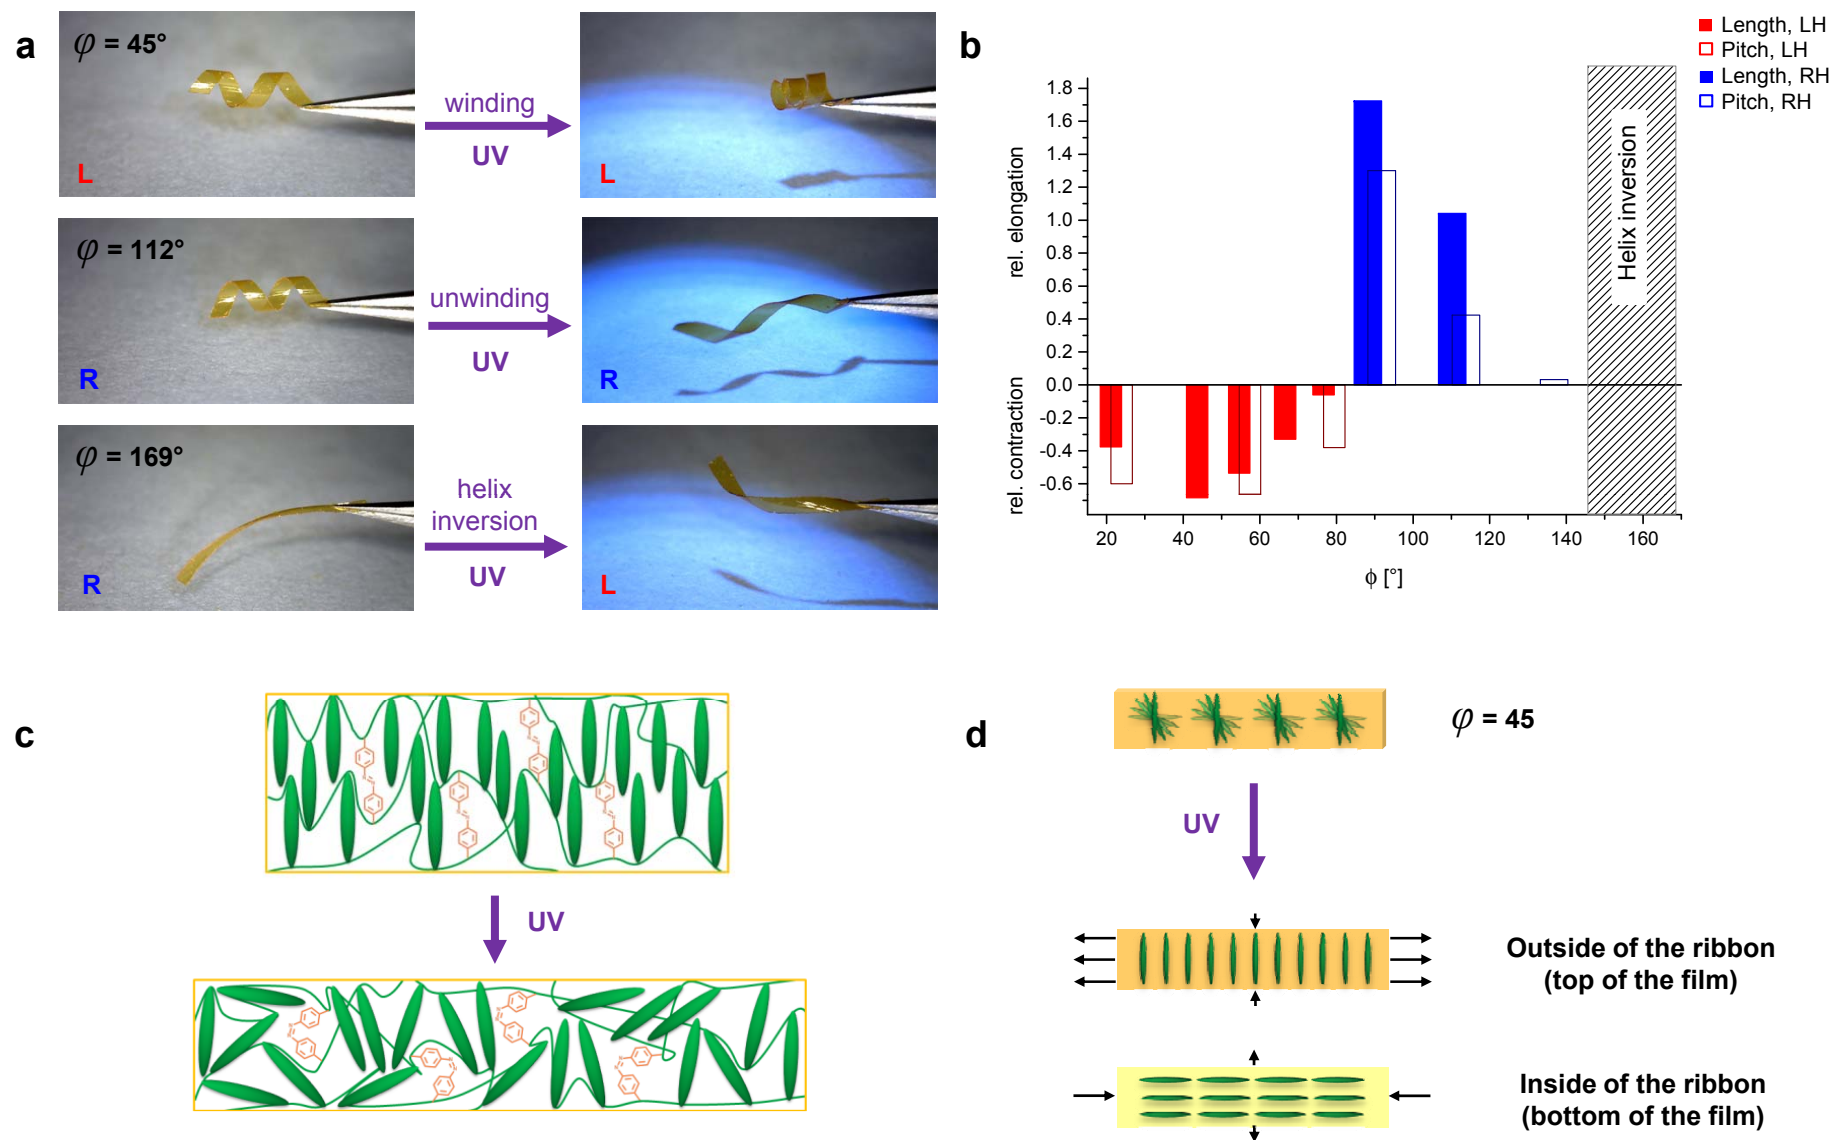 a
φ = 45°
L
winding
UV
L
φ = 112°
R
unwinding
UV
R
φ = 169°
R
helix
inversion
UV
L
b
Length, LH
Pitch, LH
Length, RH
Pitch, RH
rel. elongation
rel. contraction
1.8
1.6
1.4
1.2
1.0
0.8
0.6
0.4
0.2
0.0
-0.2
-0.4
-0.6
Helix inversion
20 40 60 80 100 120 140 160
ϕ [°]
c
UV
d
φ = 45
UV
Outside of the ribbon
(top of the film)
Inside of the ribbon
(bottom of the film)